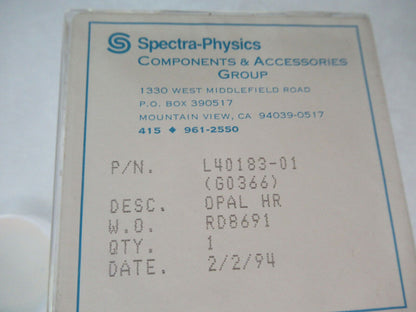 Spectra-Physics
COMPONENTS & ACCESSORIES
GROUP
1330 WEST MIDDLEFIELD ROAD
P.O. BOX 390517
MOUNTAIN VIEW, CA 94039-0517
415 ◆ 961-2550
P/N. L40183-01
(G0366)
DESC. OPAL HR
W.O. RD8691
QTY. 1
DATE. 2/2/94